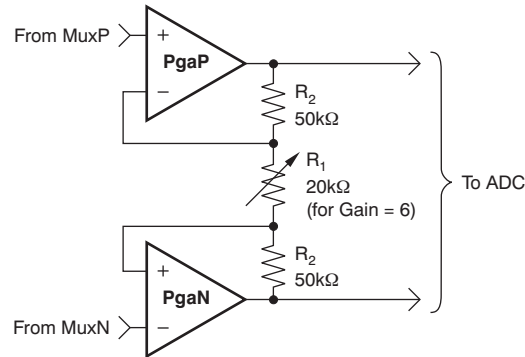 From MuxP
+
PgaP
−
R2
50kΩ
R1
20kΩ
(for Gain = 6)
To ADC
R2
50kΩ
+
PgaN
−
From MuxN